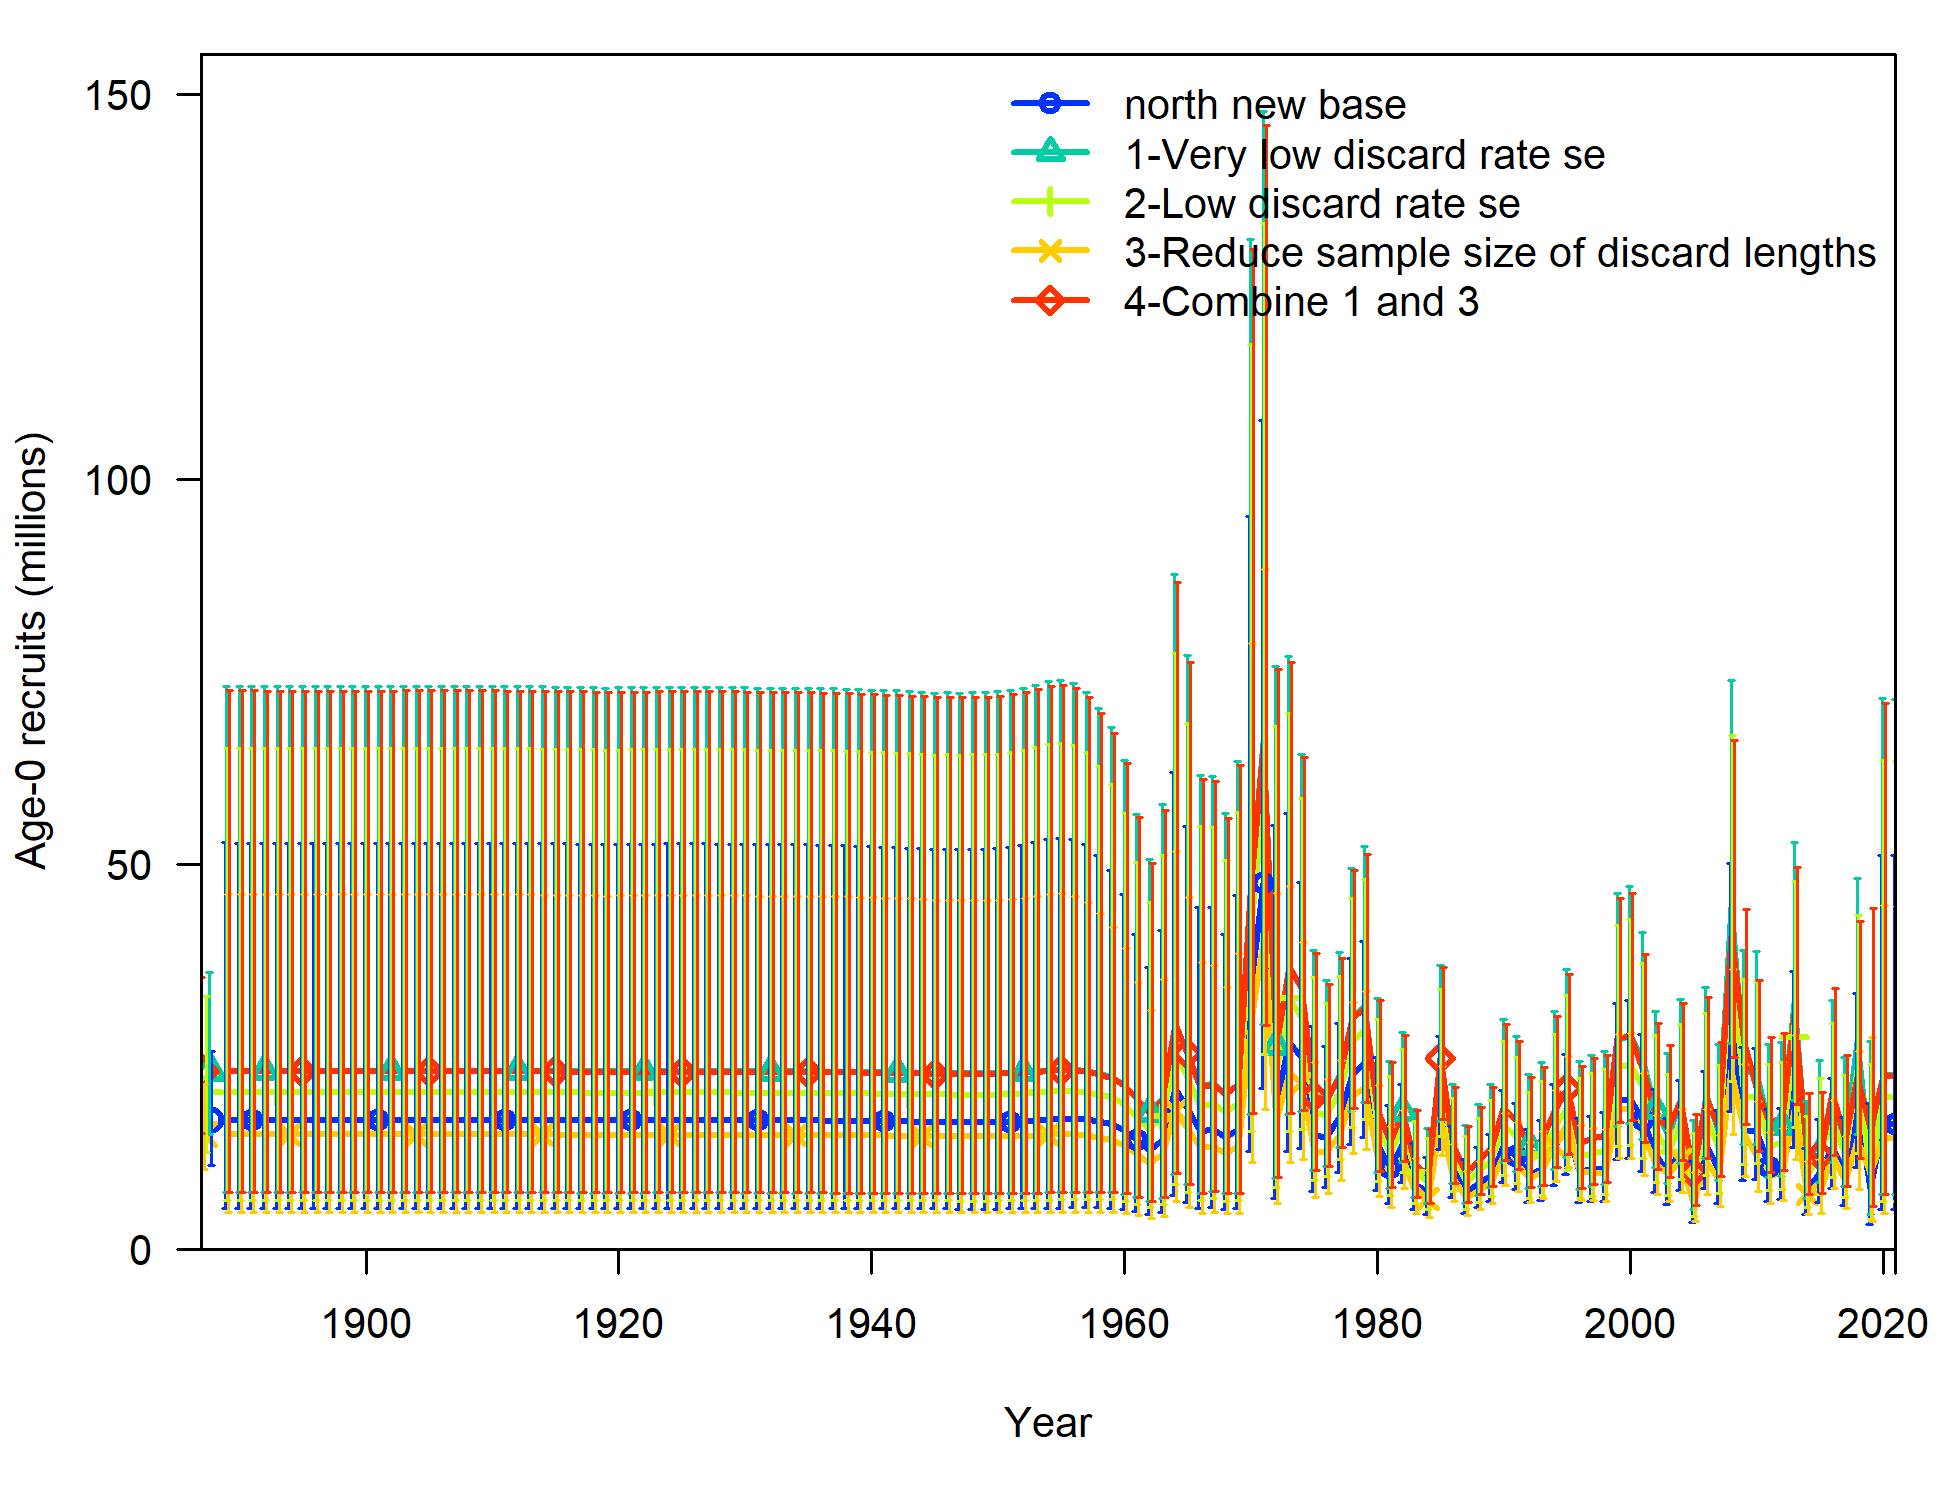 150
100
50
0
Age-0 recruits (millions)
north new base
1-Very low discard rate se
2-Low discard rate se
3-Reduce sample size of discard lengths
4-Combine 1 and 3
1900 1920 1940 1960 1980 2000 2020
Year